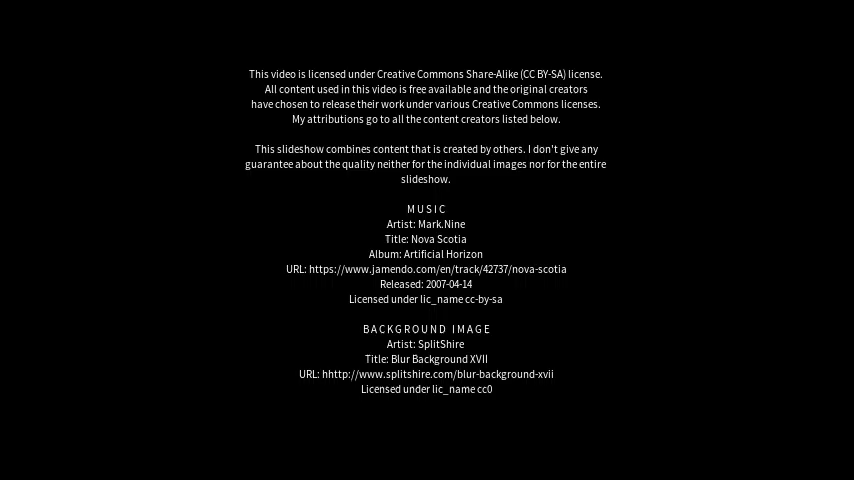 This video is licensed under Creative Commons Share-Alike (CC BY-SA) license.
All content used in this video is free available and the original creators
have chosen to release their work under various Creative Commons licenses.
My attributions go to all the content creators listed below.
This slideshow combines content that is created by others. I don't give any
guarantee about the quality neither for the individual images nor for the entire
slideshow.
MUSIC
Artist: Mark.Nine
Title: Nova Scotia
Album: Artificial Horizon
URL: https://www.jamendo.com/en/track/42737/nova-scotia
Released: 2007-04-14
Licensed under lic_name cc-by-sa
BACKGROUND IMAGE
Artist: SplitShire
Title: Blur Background XVII
URL: hhttp://www.splitshire.com/blur-background-xvii
Licensed under lic_name cc0